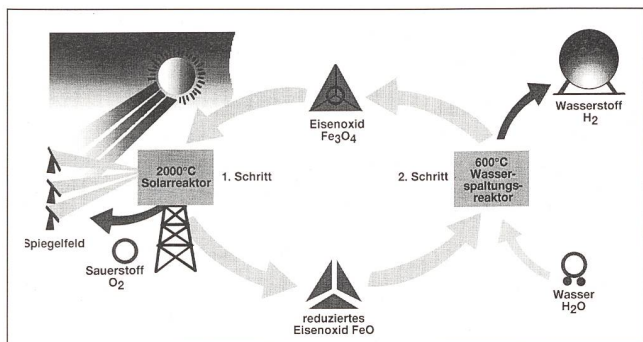 Eisenoxid
Fe3O4
Wasserstoff
H2
2000°C
Solarreaktor
1. Schritt
2. Schritt
600°C
Wasser-
spaltungs-
reaktor
Spiegelfeld
Sauerstoff
O2
reduziertes
Eisenoxid FeO
Wasser
H2O